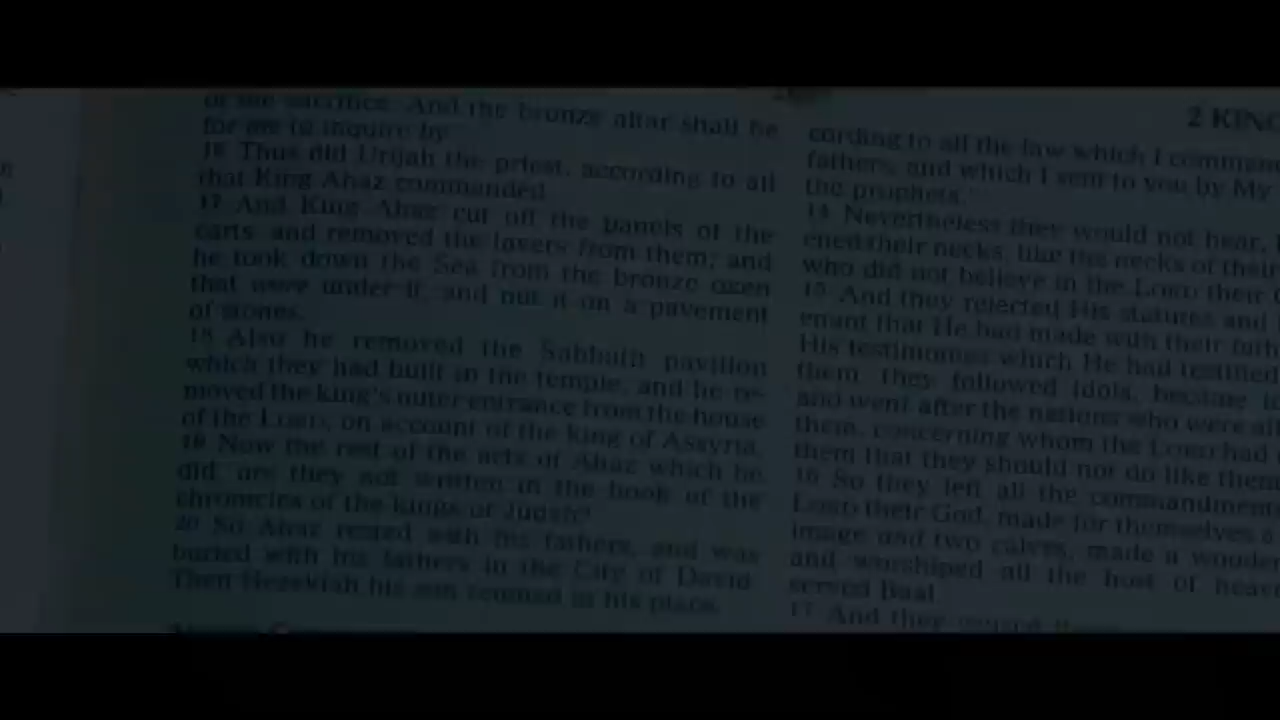 of the sacrifice. And the bronze altar shall be
for me to inquire by
16 Thus did Urijah the priest, according to all
that King Ahaz commanded.
17 And King Ahaz cut off the panels of the
carts, and removed the lavers from them; and
he took down the Sea from the bronze oxen
that were under it, and put it on a pavement
of stones.
18 Also he removed the Sabbath pavilion
which they had built in the temple, and he re-
moved the king's outer entrance from the house
of the LORD, on account of the king of Assyria.
19 Now the rest of the acts of Ahaz which he
did, are they not written in the book of the
chronicles of the kings of Judah?
20 So Ahaz rested with his fathers, and was
buried with his fathers in the City of David.
Then Hezekiah his son reigned in his place.
2 KING
cording to all the law which I comman
fathers, and which I sent to you by My
the prophets."
14 Nevertheless they would not hear,
ened their necks, like the necks of their
who did not believe in the LORD their
15 And they rejected His statutes and
enant that He had made with their fath
His testimonies which He had testified
them; they followed idols, became
and went after the nations who were all
them, concerning whom the LORD had
them that they should not do like them
16 So they left all the commandments
LORD their God, made for themselves a
image and two calves, made a wooden
and worshiped all the host of heav
served Baal.
17 And they caused